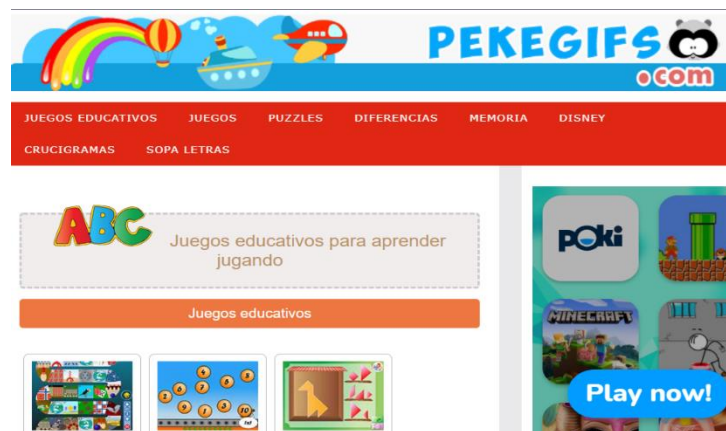 PEKEGIFS
.com
JUEGOS EDUCATIVOS JUEGOS PUZZLES DIFERENCIAS MEMORIA DISNEY
CRUCIGRAMAS SOPA LETRAS
ABC
Juegos educativos para aprender
jugando
Juegos educativos
poki
MINECRAFT
Play now!